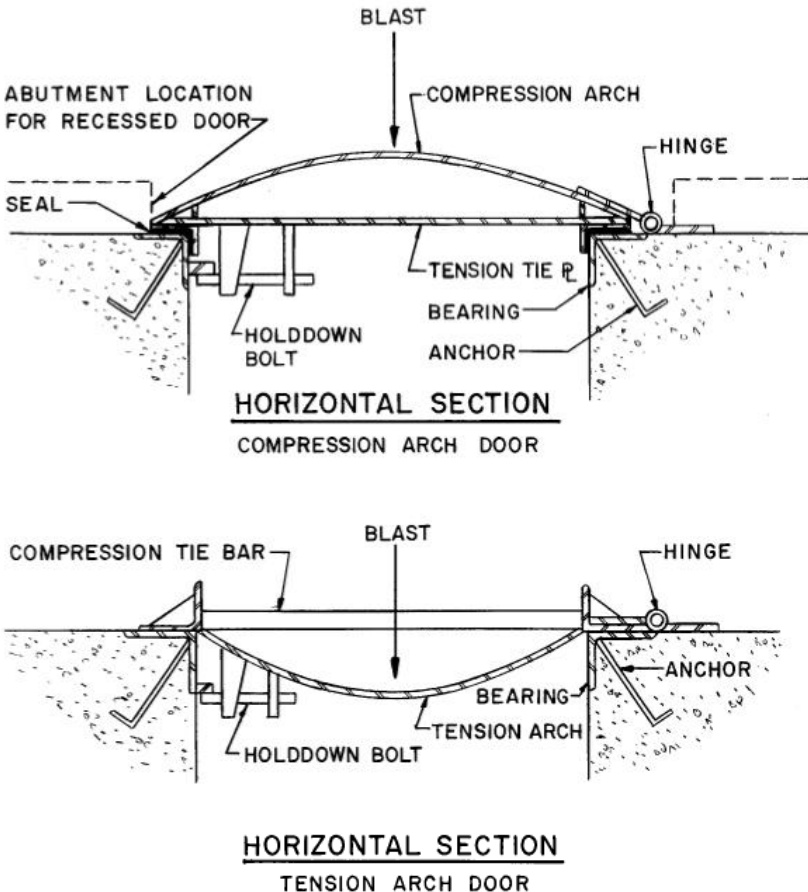 BLAST
ABUTMENT LOCATION
FOR RECESSED DOOR
COMPRESSION ARCH
HINGE
SEAL
TENSION TIE ⅊
BEARING
HOLDDOWN
BOLT
ANCHOR
HORIZONTAL SECTION
COMPRESSION ARCH DOOR
BLAST
COMPRESSION TIE BAR
HINGE
ANCHOR
BEARING
TENSION ARCH
HOLDDOWN BOLT
HORIZONTAL SECTION
TENSION ARCH DOOR